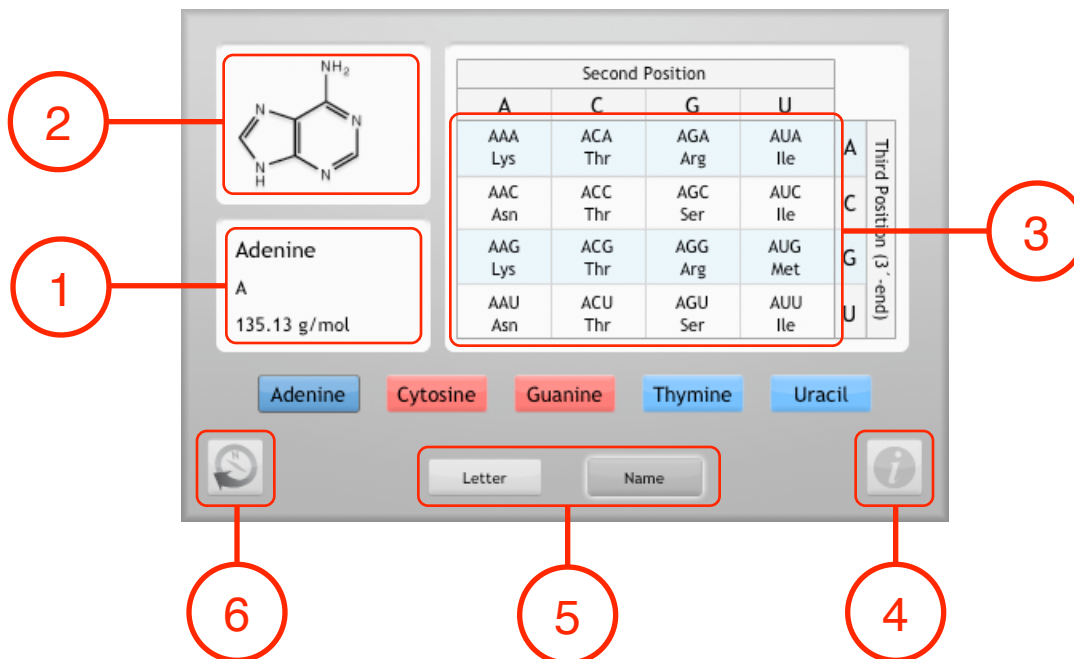 NH2
N
N
N
H
N
2
Adenine
A
135.13 g/mol
1
Second Position
A C G U
AAA ACA AGA AUA
Lys Thr Arg Ile
A
AAC ACC AGC AUC
Asn Thr Ser Ile
C
AAG ACG AGG AUG
Lys Thr Arg Met
G
AAU ACU AGU AUU
Asn Thr Ser Ile
U
Third Position (3´-end)
3
Adenine Cytosine Guanine Thymine Uracil
N
Letter Name
i
6 5 4